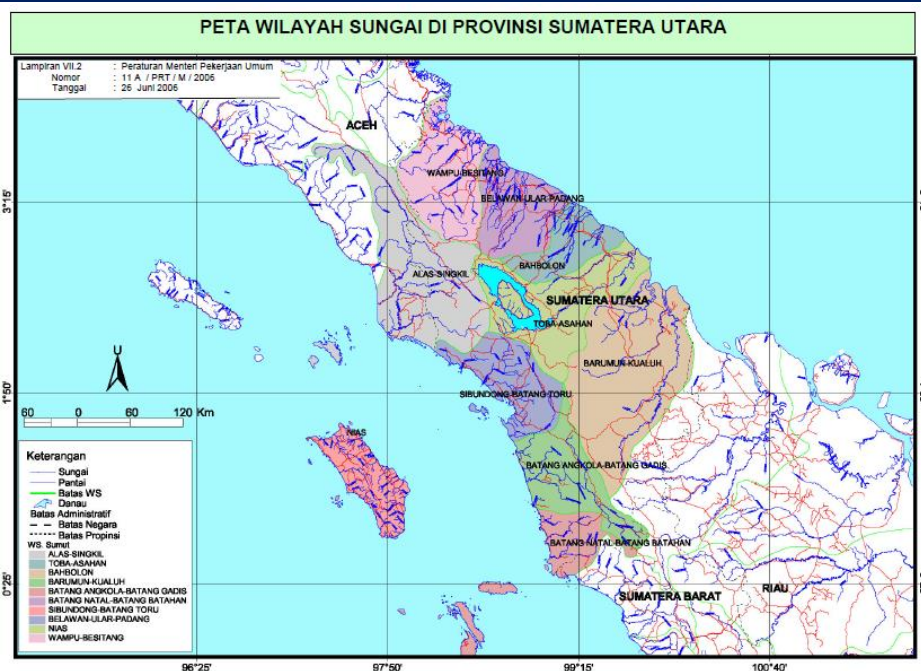 PETA WILAYAH SUNGAI DI PROVINSI SUMATERA UTARA
Lampiran VII.2 : Peraturan Menteri Pekerjaan Umum
Nomor : 11 A / PRT / M / 2006
Tanggal : 26 Juni 2006
ACEH
WAMPU-BESITANG
3°15'
BELAWAN-ULAR-PADANG
BAHBOLON
ALAS-SINGKIL
SUMATERA UTARA
TOBA-ASAHAN
BARUMUN-KUALUH
U
1°50'
SIBUNDONG-BATANG TORU
60 0 60 120 Km
NIAS
BATANG ANGKOLA-BATANG GADIS
Keterangan
Sungai
Pantai
Batas WS
Danau
Batas Administratif
Batas Negara
Batas Propinsi
WS. Sumut
ALAS-SINGKIL
TOBA-ASAHAN
BAHBOLON
BARUMUN-KUALUH
BATANG ANGKOLA-BATANG GADIS
BATANG NATAL-BATANG BATAHAN
SIBUNDONG-BATANG TORU
BELAWAN-ULAR-PADANG
NIAS
WAMPU-BESITANG
BATANG NATAL-BATANG BATAHAN
0°25'
SUMATERA BARAT
RIAU
96°25' 97°50' 99°15' 100°40'